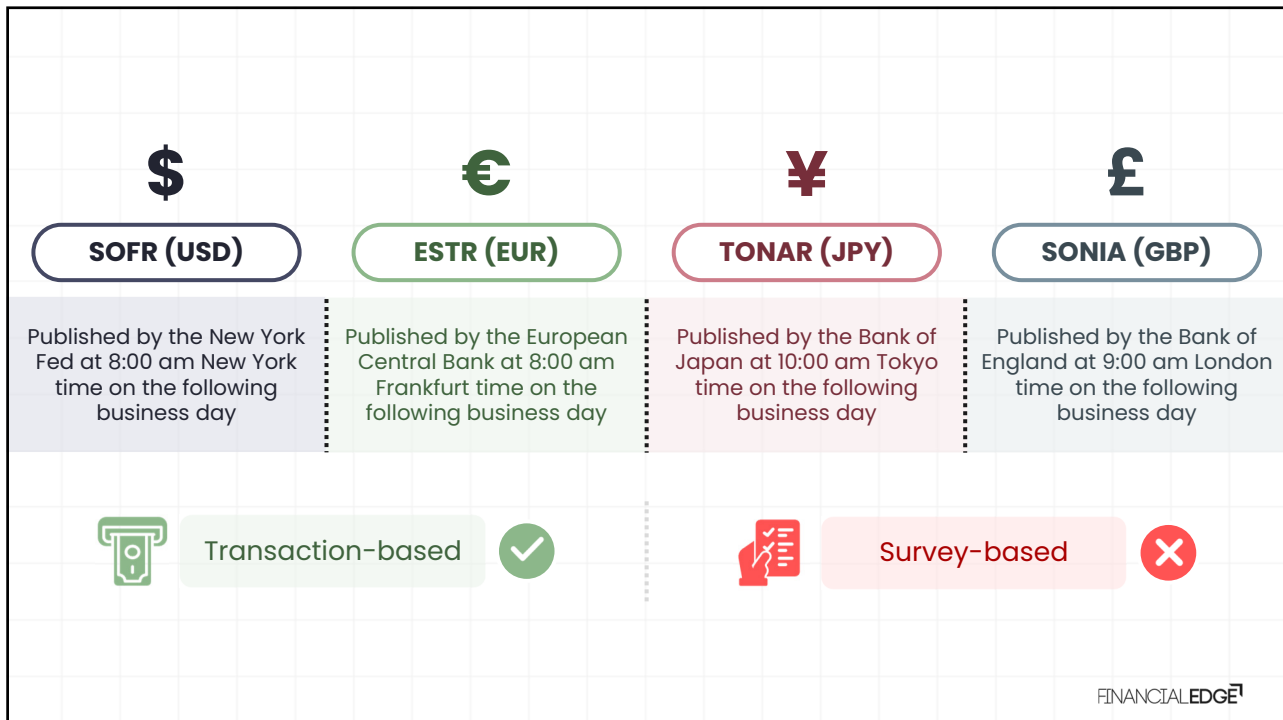 $
€
¥
£
SOFR (USD)
ESTR (EUR)
TONAR (JPY)
SONIA (GBP)
Published by the New York
Fed at 8:00 am New York
time on the following
business day
Published by the European
Central Bank at 8:00 am
Frankfurt time on the
following business day
Published by the Bank of
Japan at 10:00 am Tokyo
time on the following
business day
Published by the Bank of
England at 9:00 am London
time on the following
business day
Transaction-based
Survey-based
FINANCIALEDGE